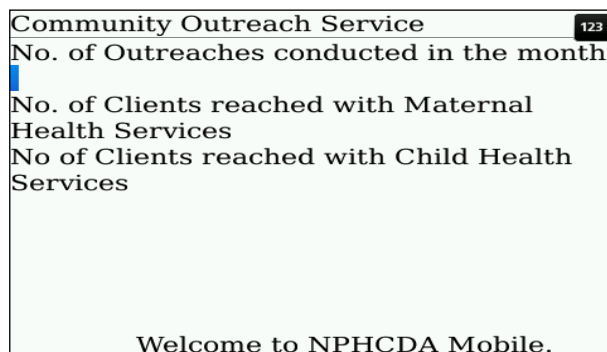 Community Outreach Service
123
No. of Outreaches conducted in the month
No. of Clients reached with Maternal
Health Services
No of Clients reached with Child Health
Services
Welcome to NPHCDA Mobile.